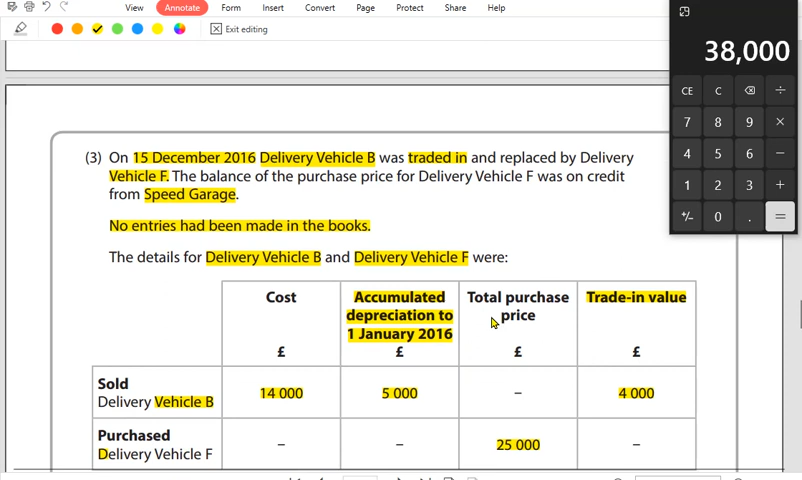 View Annotate Form Insert Convert Page Protect Share Help
Exit editing
38,000
CE C ÷
7 8 9 ×
4 5 6 −
1 2 3 +
+/− 0 . =
(3) On 15 December 2016 Delivery Vehicle B was traded in and replaced by Delivery
Vehicle F. The balance of the purchase price for Delivery Vehicle F was on credit
from Speed Garage.
No entries had been made in the books.
The details for Delivery Vehicle B and Delivery Vehicle F were:
Cost Accumulated Total purchase Trade-in value
depreciation to price
1 January 2016
£ £ £ £
Sold
Delivery Vehicle B 14 000 5 000 – 4 000
Purchased
Delivery Vehicle F – – 25 000 –